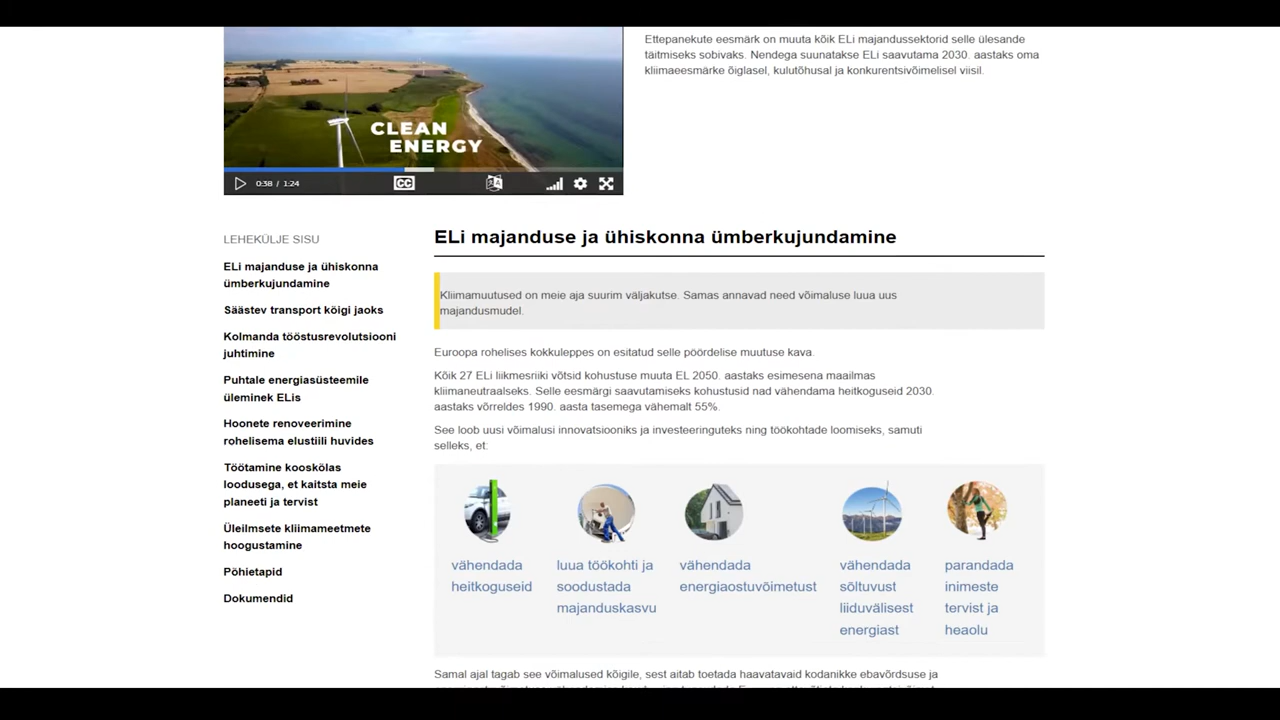 Ettepanekute eesmärk on muuta kõik ELi majandussektorid selle ülesande
täitmiseks sobivaks. Nendega suunatakse ELi saavutama 2030. aastaks oma
kliimaeesmärke õiglasel, kulutõhusal ja konkurentsivõimelisel viisil.
CLEAN
ENERGY
0:38 / 1:24
CC
LEHEKÜLJE SISU
ELi majanduse ja ühiskonna
ümberkujundamine
Säästev transport kõigi jaoks
Kolmanda tööstusrevolutsiooni
juhtimine
Puhtale energiasüsteemile
üleminek ELis
Hoonete renoveerimine
rohelisema elustiili huvides
Töötamine kooskõlas
loodusega, et kaitsta meie
planeeti ja tervist
Üleilmsete kliimameetmete
hoogustamine
Põhietapid
Dokumendid
ELi majanduse ja ühiskonna ümberkujundamine
Kliimamuutused on meie aja suurim väljakutse. Samas annavad need võimaluse luua uus
majandusmudel.
Euroopa rohelises kokkuleppes on esitatud selle pöördelise muutuse kava.
Kõik 27 ELi liikmesriiki võtsid kohustuse muuta EL 2050. aastaks esimesena maailmas
kliimaneutraalseks. Selle eesmärgi saavutamiseks kohustusid nad vähendama heitkoguseid 2030.
aastaks võrreldes 1990. aasta tasemega vähemalt 55%.
See loob uusi võimalusi innovatsiooniks ja investeeringuteks ning töökohtade loomiseks, samuti
selleks, et:
vähendada
heitkoguseid
luua töökohti ja
soodustada
majanduskasvu
vähendada
energiaostuvõimetust
vähendada
sõltuvust
liiduvälisest
energiast
parandada
inimeste
tervist ja
heaolu
Samal ajal tagab see võimalused kõigile, sest aitab toetada haavatavaid kodanikke ebavõrdsuse ja